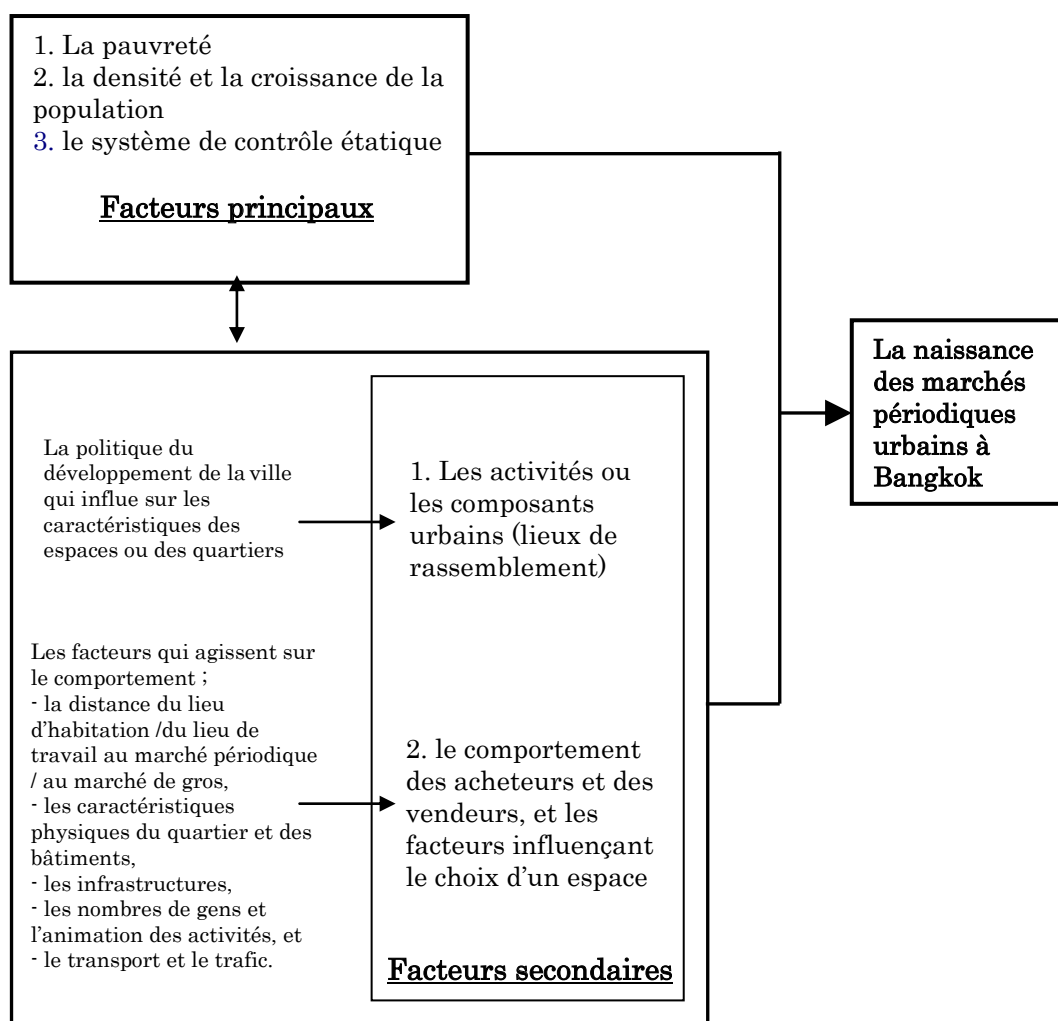 1. La pauvreté
2. la densité et la croissance de la
population
3. le système de contrôle étatique
Facteurs principaux
La naissance
des marchés
périodiques
urbains à
Bangkok
La politique du
développement de la ville
qui influe sur les
caractéristiques des
espaces ou des quartiers
1. Les activités ou
les composants
urbains (lieux de
rassemblement)
Les facteurs qui agissent sur
le comportement ;
- la distance du lieu
d’habitation /du lieu de
travail au marché périodique
/ au marché de gros,
- les caractéristiques
physiques du quartier et des
bâtiments,
- les infrastructures,
- les nombres de gens et
l’animation des activités, et
- le transport et le trafic.
2. le comportement
des acheteurs et des
vendeurs, et les
facteurs influençant
le choix d’un espace
Facteurs secondaires